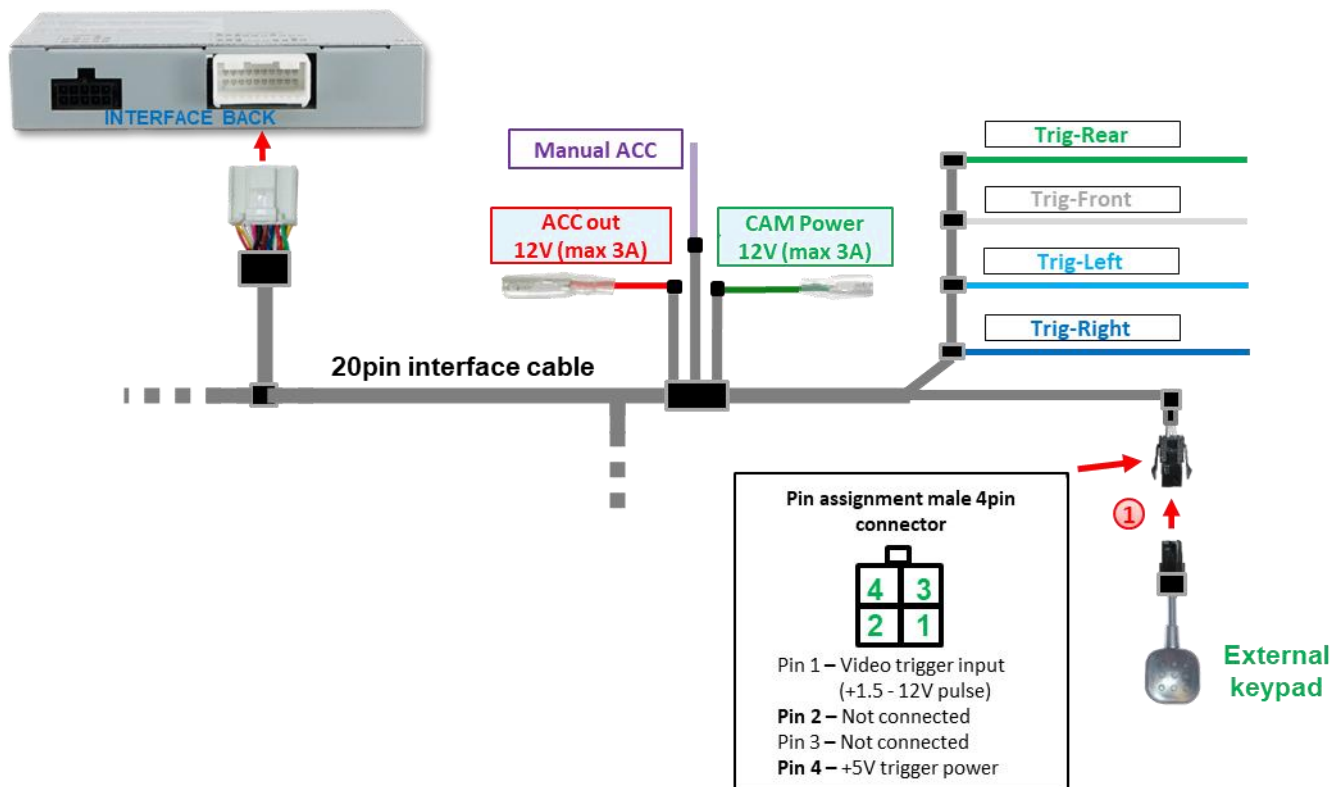 INTERFACE BACK
Manual ACC
ACC out
12V (max 3A)
CAM Power
12V (max 3A)
Trig-Rear
Trig-Front
Trig-Left
Trig-Right
20pin interface cable
Pin assignment male 4pin
connector
4 3
2 1
Pin 1 – Video trigger input
(+1.5 - 12V pulse)
Pin 2 – Not connected
Pin 3 – Not connected
Pin 4 – +5V trigger power
1
External
keypad